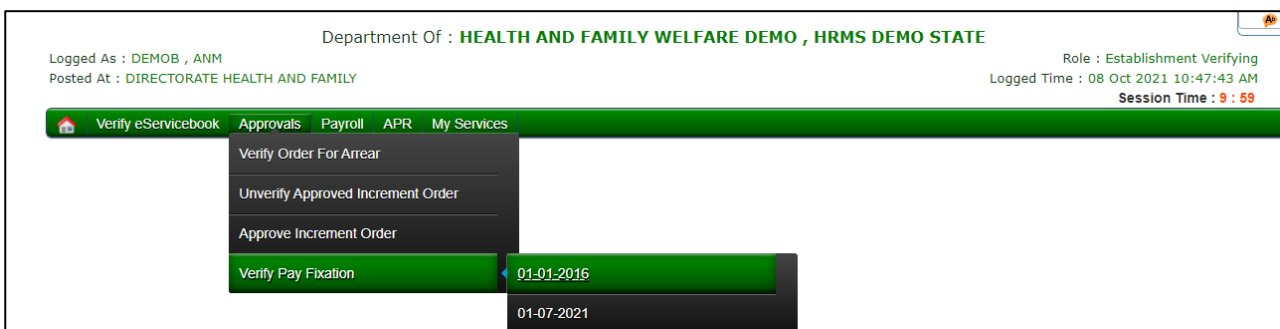 Department Of : HEALTH AND FAMILY WELFARE DEMO , HRMS DEMO STATE
Logged As : DEMOB , ANM
Role : Establishment Verifying
Posted At : DIRECTORATE HEALTH AND FAMILY
Logged Time : 08 Oct 2021 10:47:43 AM
Session Time : 9 : 59
Verify eServicebook Approvals Payroll APR My Services
Verify Order For Arrear
Unverify Approved Increment Order
Approve Increment Order
Verify Pay Fixation
01-01-2016
01-07-2021